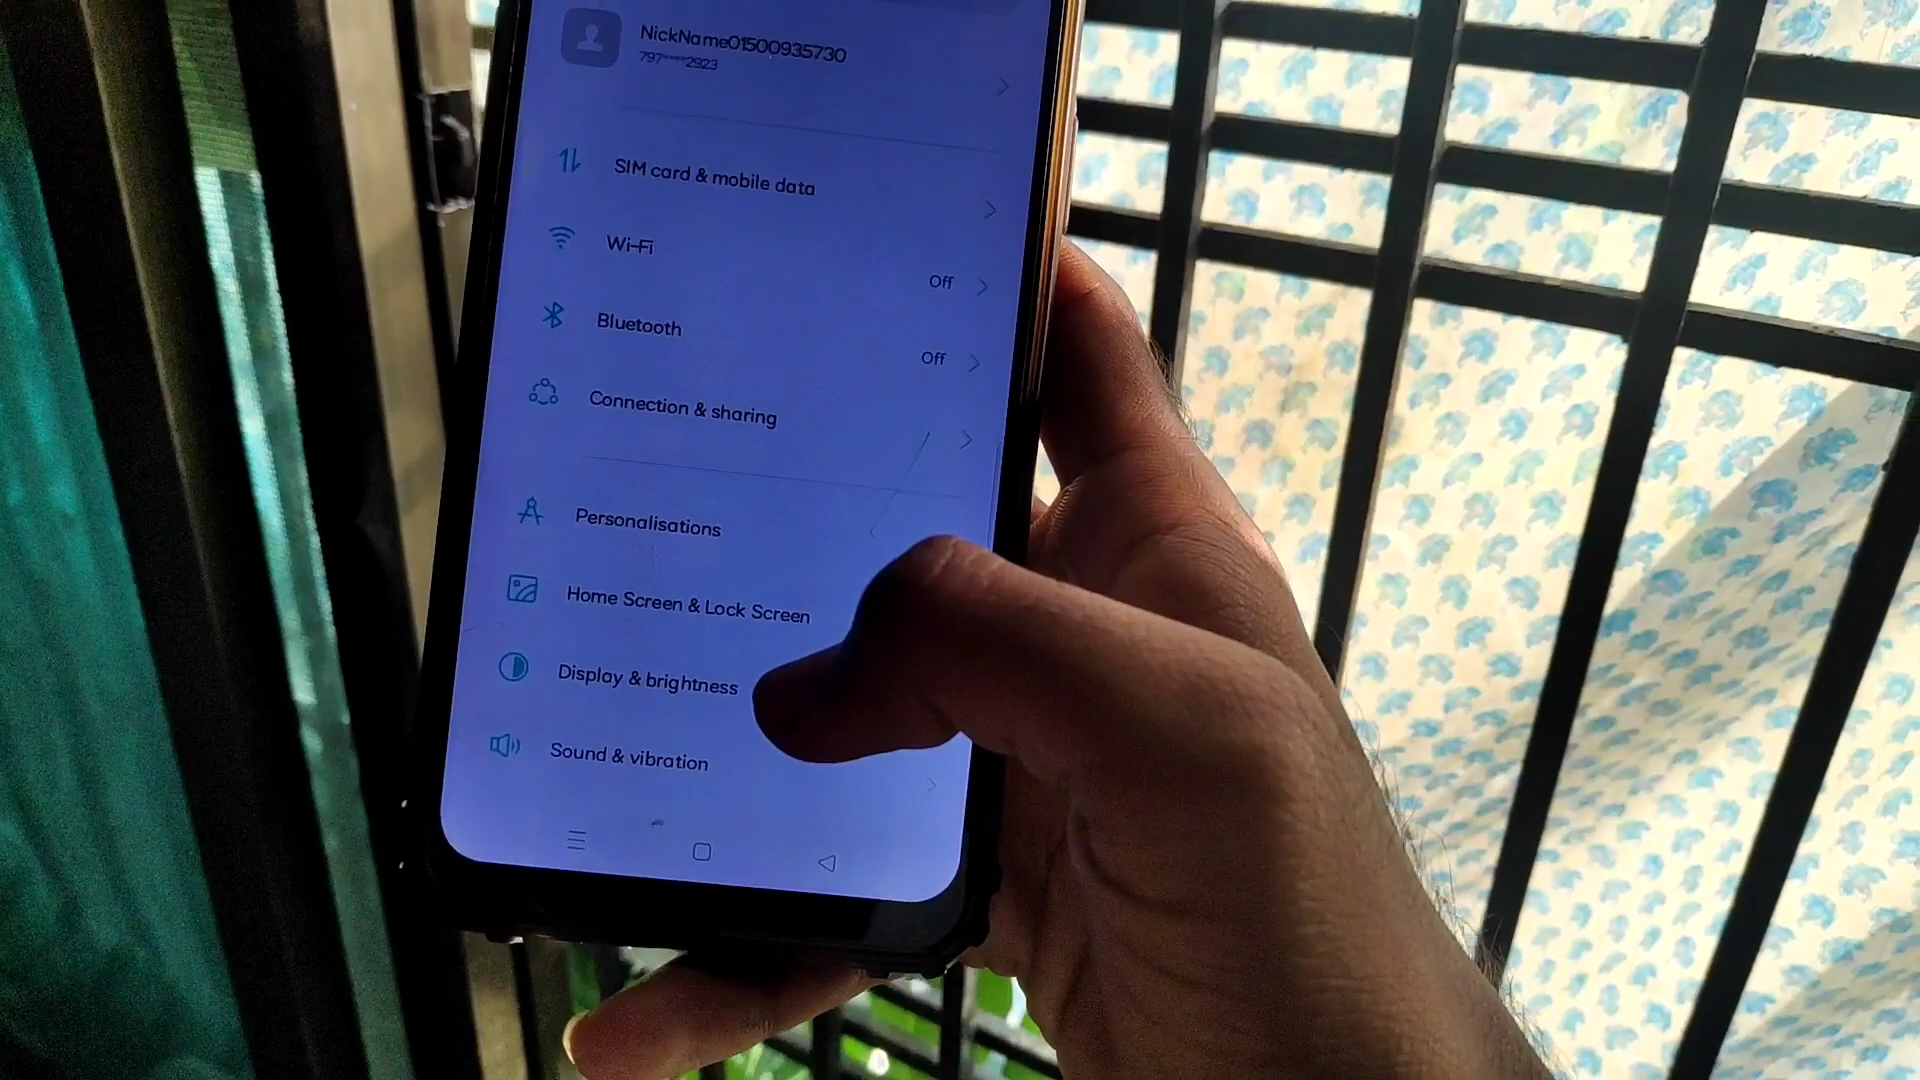 NickName01500935730
797****2923
SIM card & mobile data
Wi-Fi
Off
Bluetooth
Off
Connection & sharing
Personalisations
Home Screen & Lock Screen
Display & brightness
Sound & vibration